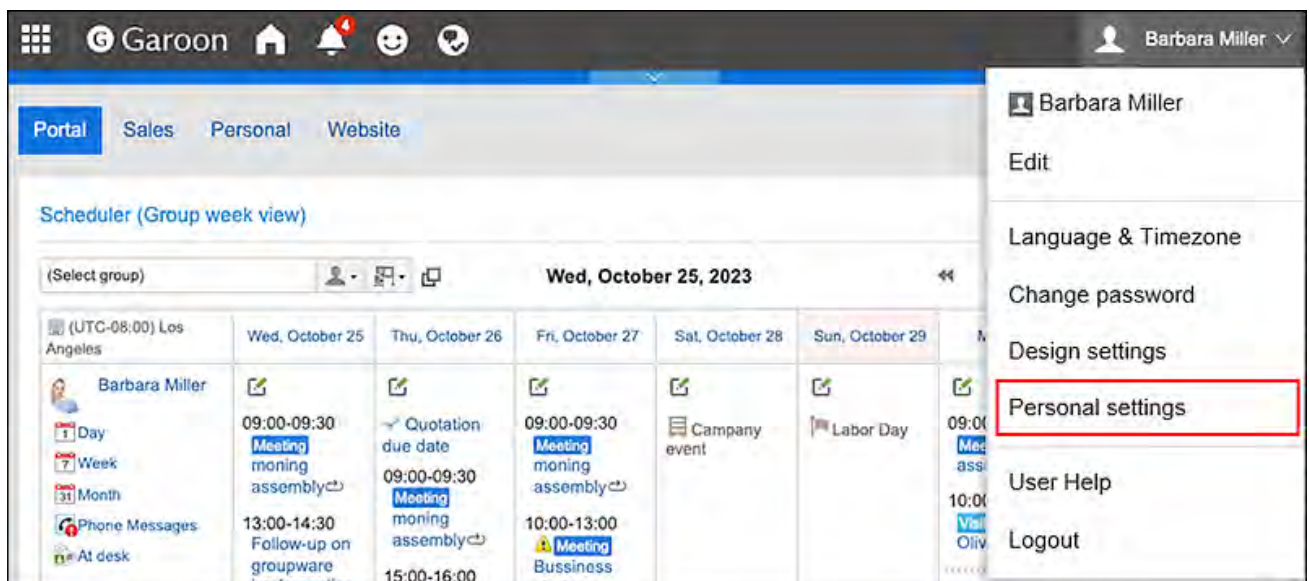 Garoon
4
Barbara Miller
Barbara Miller
Edit
Language & Timezone
Change password
Design settings
Personal settings
User Help
Logout
Portal Sales Personal Website
Scheduler (Group week view)
(Select group)
Wed, October 25, 2023
(UTC-08:00) Los
Angeles
Wed, October 25
Thu, October 26
Fri, October 27
Sat, October 28
Sun, October 29
Barbara Miller
1 Day
7 Week
31 Month
Phone Messages
At desk
09:00-09:30
Meeting
moning
assembly
13:00-14:30
Follow-up on
groupware
Quotation
due date
09:00-09:30
Meeting
moning
assembly
15:00-16:00
09:00-09:30
Meeting
moning
assembly
10:00-13:00
Meeting
Bussiness
Campany
event
Labor Day